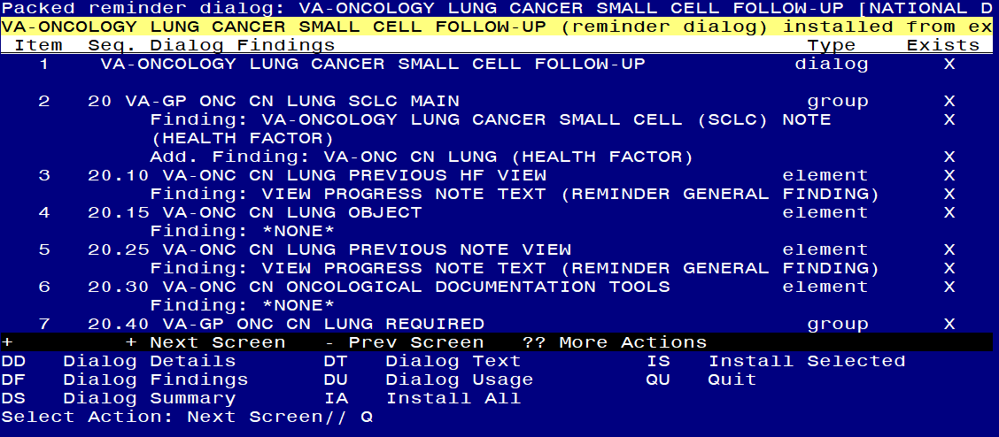 Packed reminder dialog: VA-ONCOLOGY LUNG CANCER SMALL CELL FOLLOW-UP [NATIONAL D
VA-ONCOLOGY LUNG CANCER SMALL CELL FOLLOW-UP (reminder dialog) installed from ex
Item Seq. Dialog Findings Type Exists
1 VA-ONCOLOGY LUNG CANCER SMALL CELL FOLLOW-UP dialog X
2 20 VA-GP ONC CN LUNG SCLC MAIN group X
Finding: VA-ONCOLOGY LUNG CANCER SMALL CELL (SCLC) NOTE X
(HEALTH FACTOR)
Add. Finding: VA-ONC CN LUNG (HEALTH FACTOR) X
3 20.10 VA-ONC CN LUNG PREVIOUS HF VIEW element X
Finding: VIEW PROGRESS NOTE TEXT (REMINDER GENERAL FINDING) X
4 20.15 VA-ONC CN LUNG OBJECT element X
Finding: *NONE*
5 20.25 VA-ONC CN LUNG PREVIOUS NOTE VIEW element X
Finding: VIEW PROGRESS NOTE TEXT (REMINDER GENERAL FINDING) X
6 20.30 VA-ONC CN ONCOLOGICAL DOCUMENTATION TOOLS element X
Finding: *NONE*
7 20.40 VA-GP ONC CN LUNG REQUIRED group X
+ + Next Screen - Prev Screen ?? More Actions
DD Dialog Details DT Dialog Text IS Install Selected
DF Dialog Findings DU Dialog Usage QU Quit
DS Dialog Summary IA Install All
Select Action: Next Screen// Q